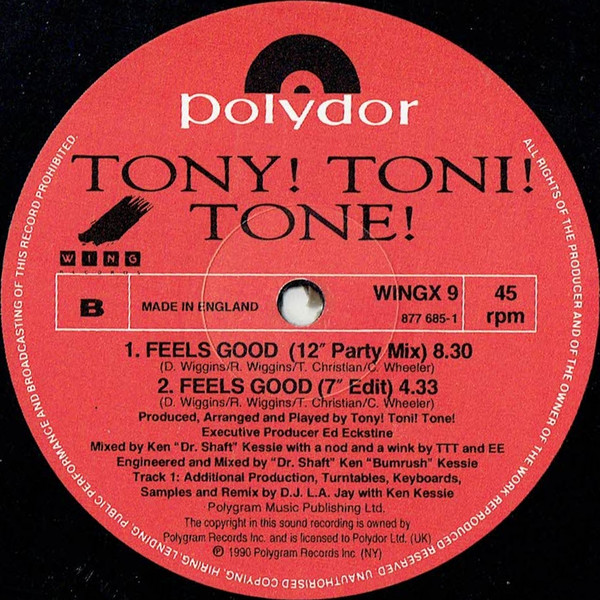 polydor
TONY! TONI!
TONE!
WING
RECORDS
B
MADE IN ENGLAND
WINGX 9
877 685-1
45
rpm
1. FEELS GOOD (12" Party Mix) 8.30
(D. Wiggins/R. Wiggins/T. Christian/C. Wheeler)
2. FEELS GOOD (7" Edit) 4.33
(D. Wiggins/R. Wiggins/T. Christian/C. Wheeler)
Produced, Arranged and Played by Tony! Toni! Tone!
Executive Producer Ed Eckstine
Mixed by Ken "Dr. Shaft" Kessie with a nod and a wink by TTT and EE
Engineered and Mixed by "Dr. Shaft" Ken "Bumrush" Kessie
Track 1: Additional Production, Turntables, Keyboards,
Samples and Remix by D.J. L.A. Jay with Ken Kessie
Polygram Music Publishing Ltd.
The copyright in this sound recording is owned by
Polygram Records Inc. and is licensed to Polydor Ltd. (UK)
℗ 1990 Polygram Records Inc (NY)
ALL RIGHTS OF THE PRODUCER AND OF THE OWNER OF THE WORK REPRODUCED RESERVED. UNAUTHORISED COPYING, HIRING, LENDING, PUBLIC PERFORMANCE AND BROADCASTING OF THIS RECORD PROHIBITED.